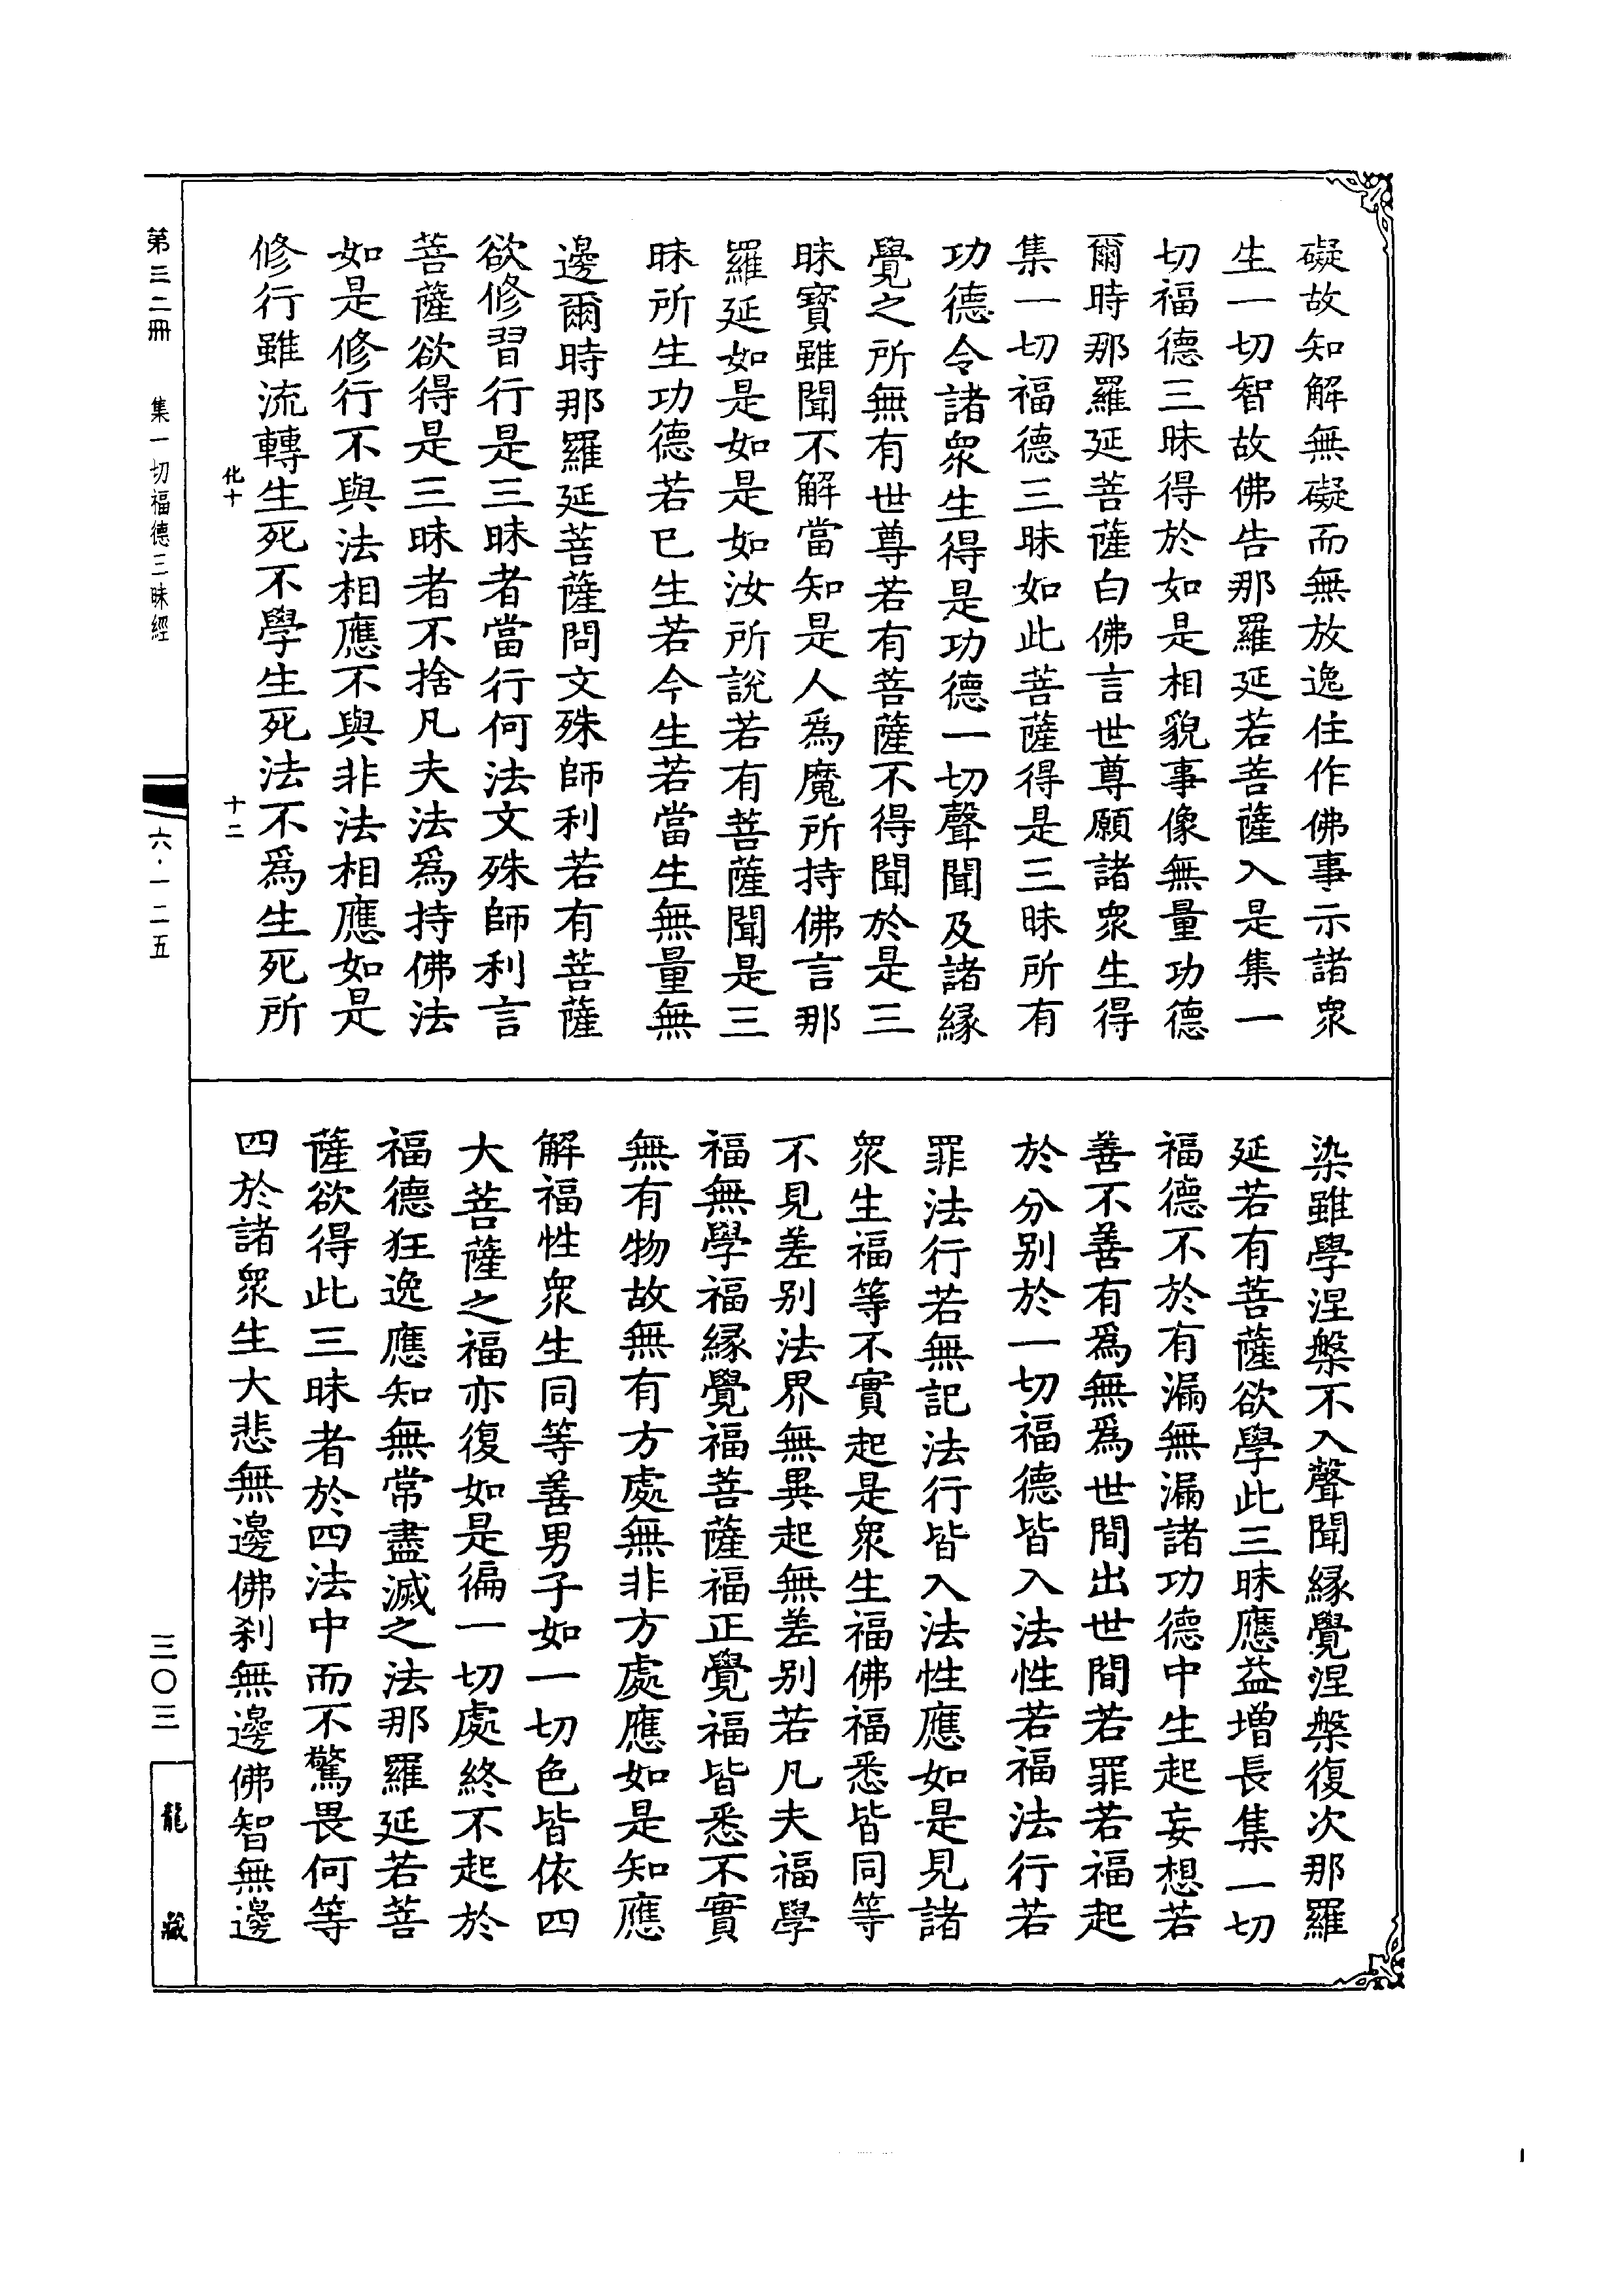 礙故知解無礙而無放逸住作佛事示諸衆
生一切智故佛告那羅延若菩薩入是集一
切福德三昧得於如是相貌事像無量功德
爾時那羅延菩薩白佛言世尊願諸衆生得
集一切福德三昧如此菩薩得是三昧所有
功德令諸衆生得是功德一切聲聞及諸緣
覺之所無有世尊若有菩薩不得聞於是三
昧寶雖聞不解當知是人爲魔所持佛言那
羅延如是如是如汝所說若有菩薩聞是三
昧所生功德若已生若今生若當生無量無
邊爾時那羅延菩薩問文殊師利若有菩薩
欲修習行是三昧者當行何法文殊師利言
菩薩欲得是三昧者不捨凡夫法爲持佛法
如是修行不與法相應不與非法相應如是
修行雖流轉生死不學生死法不爲生死所
化十
十二
染雖學涅槃不入聲聞緣覺涅槃復次那羅
延若有菩薩欲學此三昧應益增長集一切
福德不於有漏無漏諸功德中生起妄想若
善不善有爲無爲世間出世間若罪若福起
於分別於一切福德皆入法性若福法行若
罪法行若無記法行皆入法性應如是見諸
衆生福等不實起是衆生福佛福悉皆同等
不見差別法界無異起無差別若凡夫福學
福無學福緣覺福菩薩福正覺福皆悉不實
無有物故無有方處無非方處應如是知應
解福性衆生同等善男子如一切色皆依四
大菩薩之福亦復如是徧一切處終不起於
福德狂逸應知無常盡滅之法那羅延若菩
薩欲得此三昧者於四法中而不驚畏何等
四於諸衆生大悲無邊佛刹無邊佛智無邊
第三二冊
集一切福德三昧經
六·一二五
三〇三
龍藏